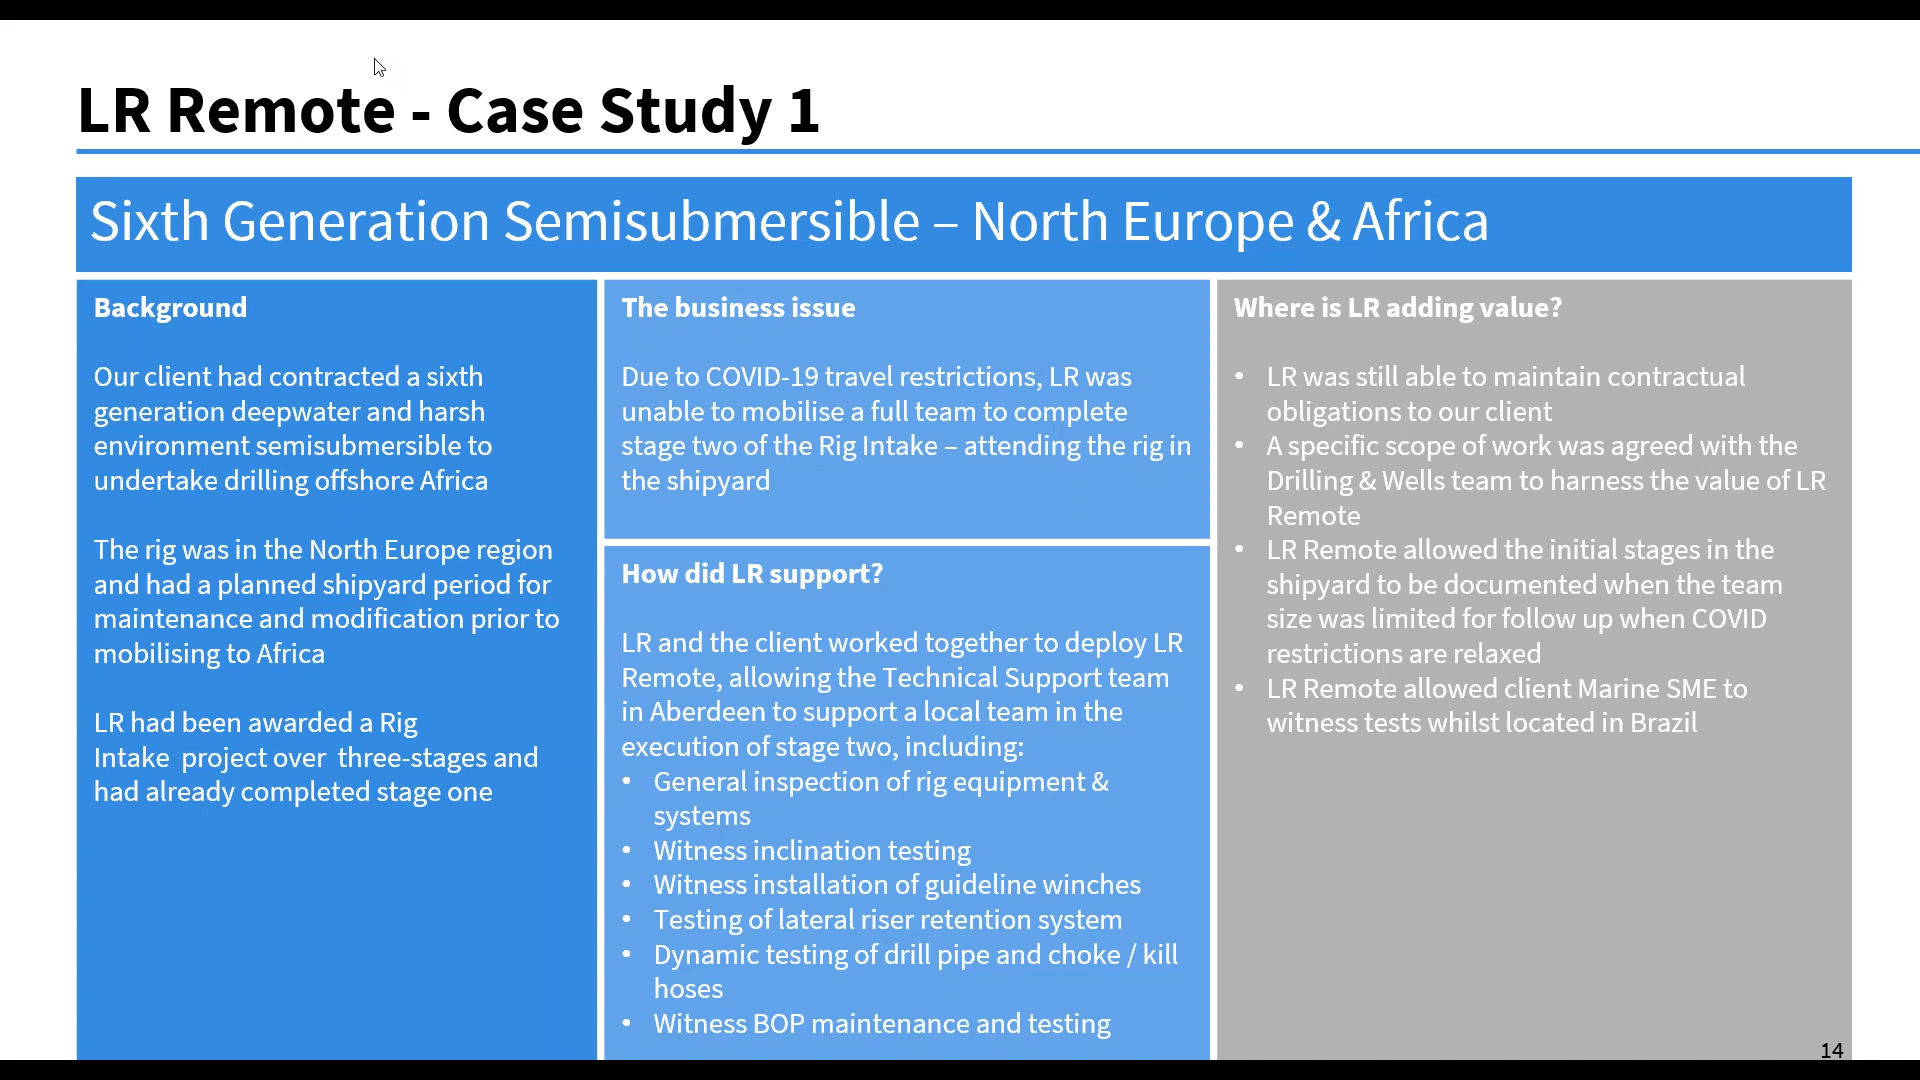 LR Remote - Case Study 1
Sixth Generation Semisubmersible – North Europe & Africa
Background
Our client had contracted a sixth
generation deepwater and harsh
environment semisubmersible to
undertake drilling offshore Africa
The rig was in the North Europe region
and had a planned shipyard period for
maintenance and modification prior to
mobilising to Africa
LR had been awarded a Rig
Intake  project over  three-stages and
had already completed stage one
The business issue
Due to COVID-19 travel restrictions, LR was
unable to mobilise a full team to complete
stage two of the Rig Intake – attending the rig in
the shipyard
How did LR support?
LR and the client worked together to deploy LR
Remote, allowing the Technical Support team
in Aberdeen to support a local team in the
execution of stage two, including:
• General inspection of rig equipment &
systems
• Witness inclination testing
• Witness installation of guideline winches
• Testing of lateral riser retention system
• Dynamic testing of drill pipe and choke / kill
hoses
• Witness BOP maintenance and testing
Where is LR adding value?
• LR was still able to maintain contractual
obligations to our client
• A specific scope of work was agreed with the
Drilling & Wells team to harness the value of LR
Remote
• LR Remote allowed the initial stages in the
shipyard to be documented when the team
size was limited for follow up when COVID
restrictions are relaxed
• LR Remote allowed client Marine SME to
witness tests whilst located in Brazil
14